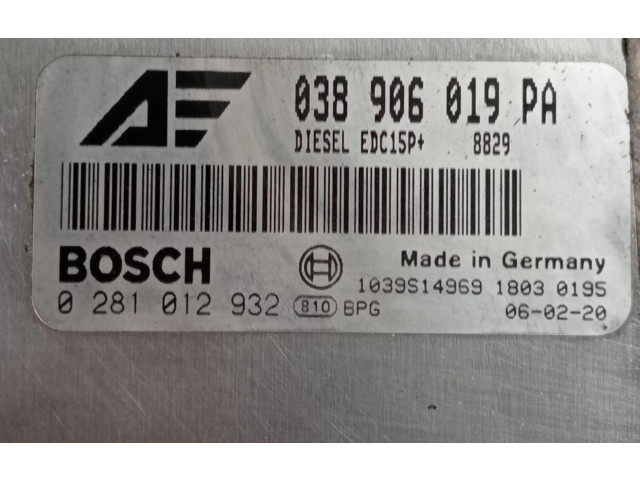 AE 038 906 019 PA
DIESEL EDC15P+ 8829
BOSCH Made in Germany
1039S14969 1803 0195
0 281 012 932 810 BPG 06-02-20